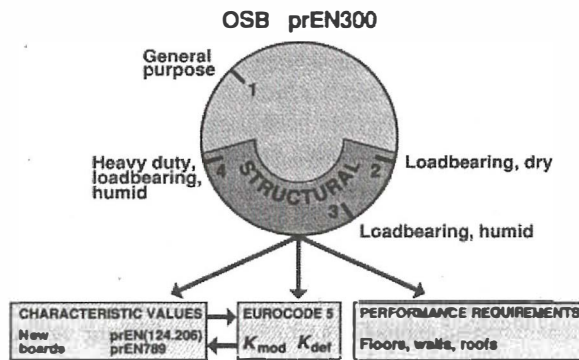 OSB prEN300
General
purpose
1
Heavy duty,
loadbearing,
humid
4
STRUCTURAL
2
Loadbearing, dry
3
Loadbearing, humid
CHARACTERISTIC VALUES
New prEN(124.206)
boards prEN789
EUROCODE 5
Kmod Kdef
PERFORMANCE REQUIREMENTS
Floors, walls, roofs